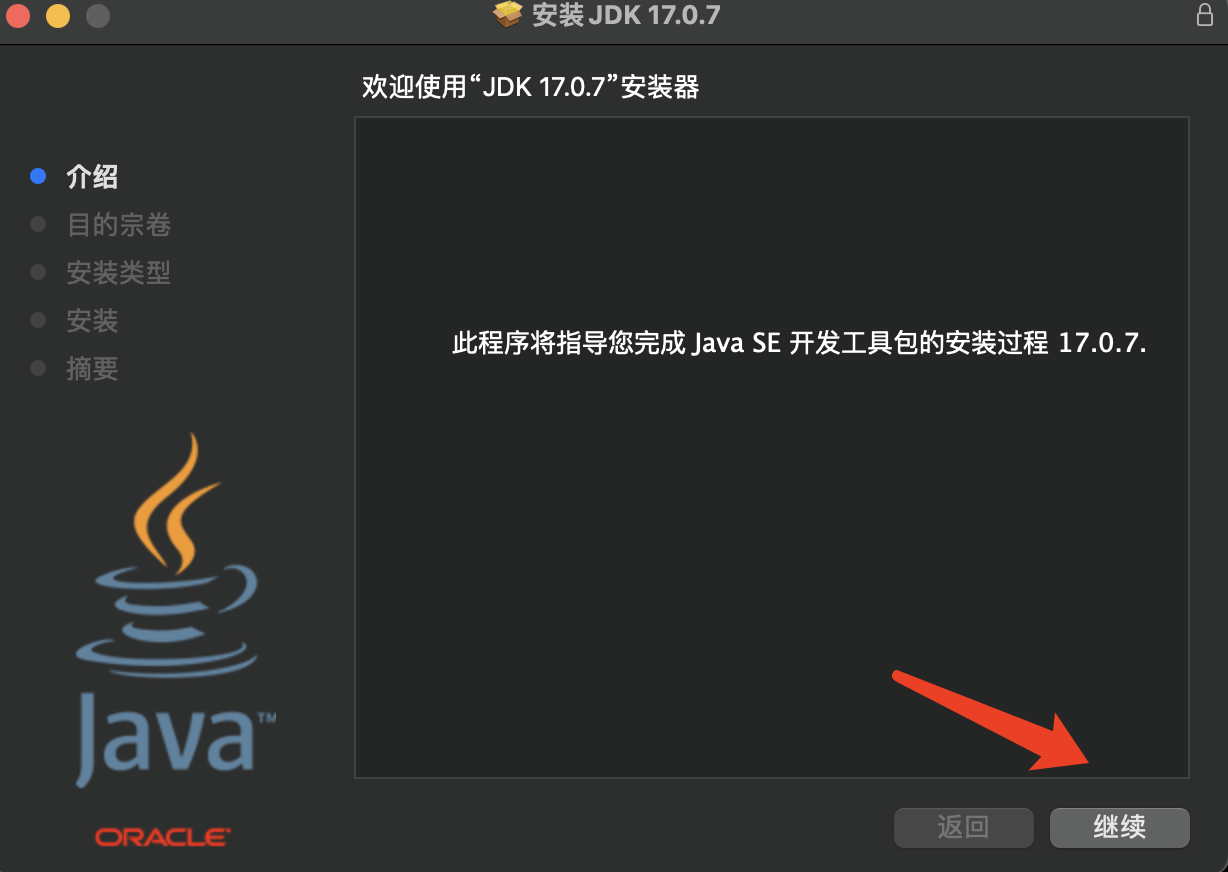 安装 JDK 17.0.7
欢迎使用“JDK 17.0.7”安装器
介绍
目的宗卷
安装类型
安装
摘要
此程序将指导您完成 Java SE 开发工具包的安装过程 17.0.7.
Java™
ORACLE®
返回
继续